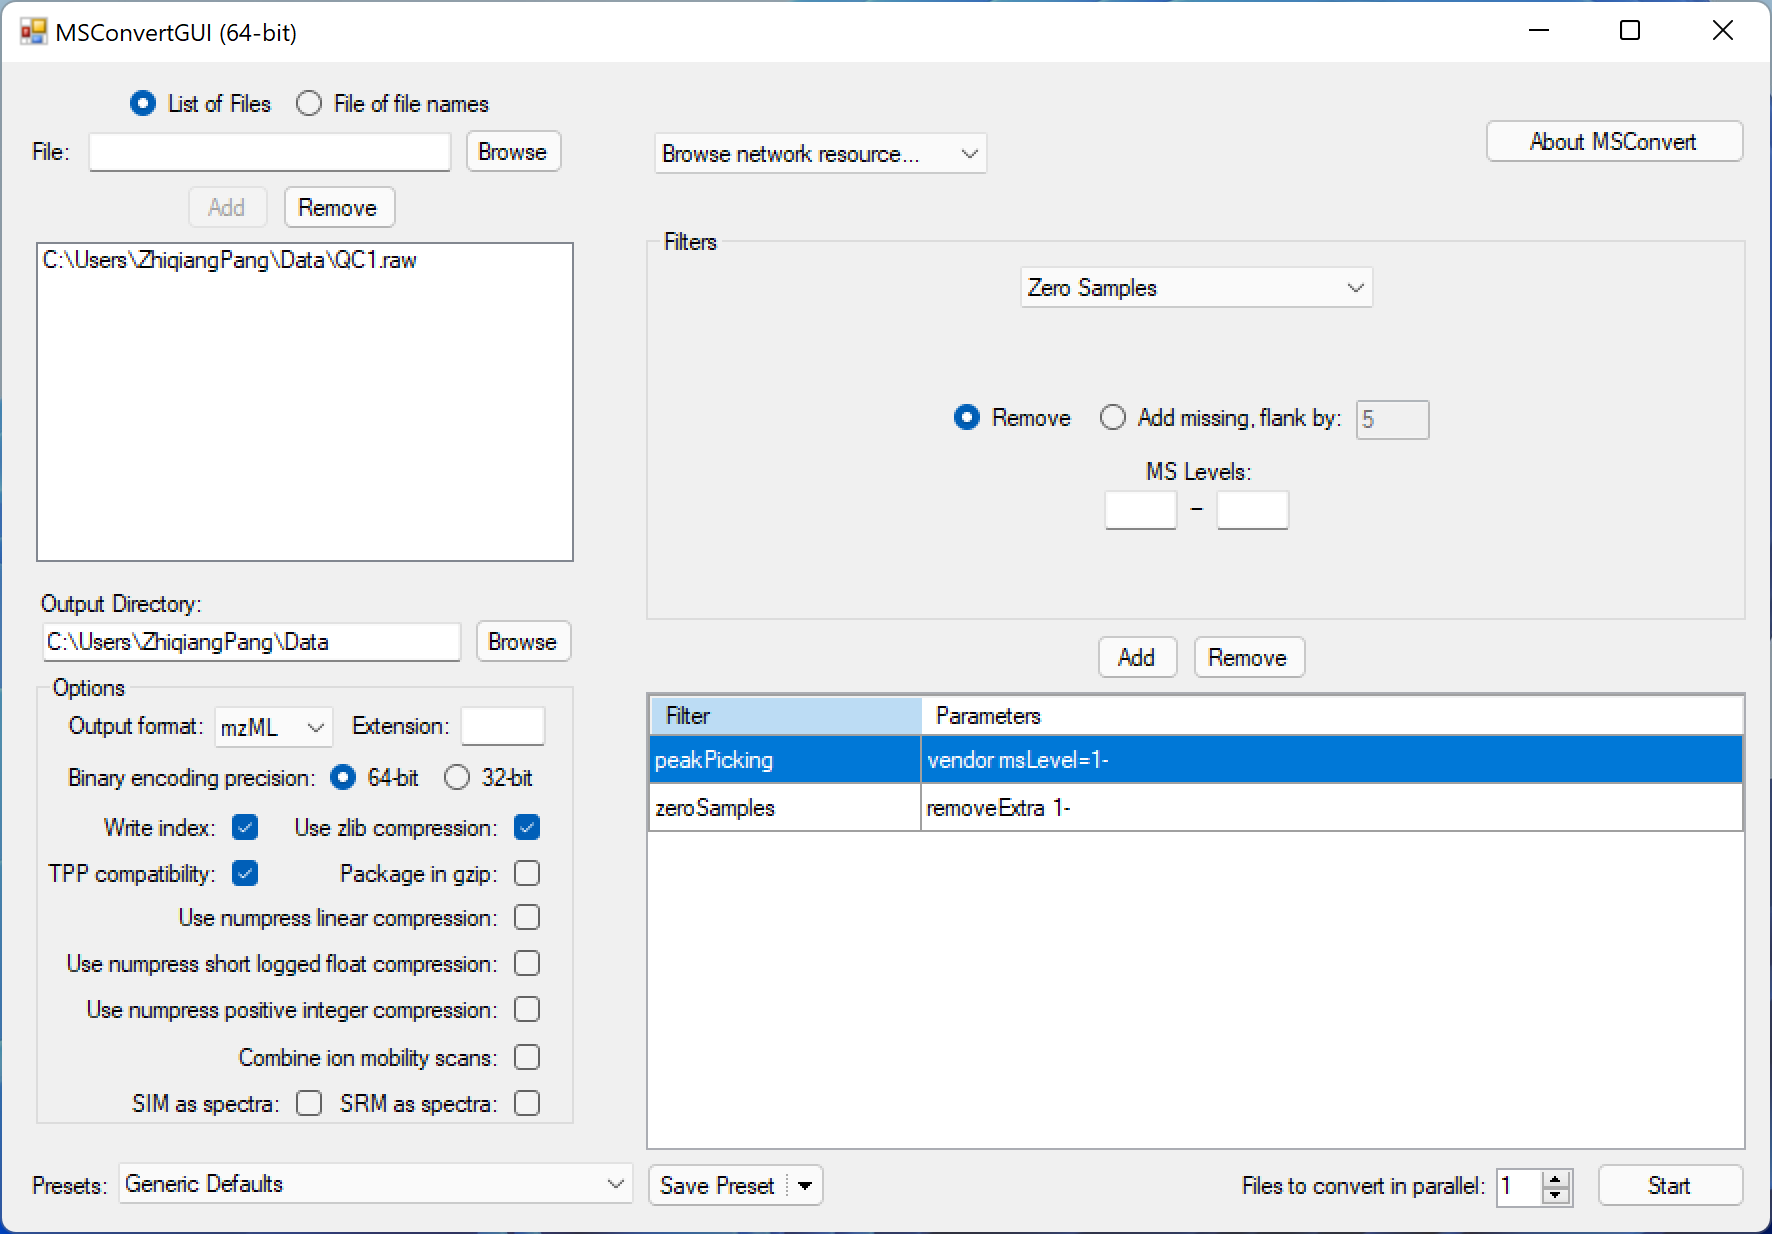 MSConvertGUI (64-bit)
List of Files
File of file names
File:
Browse
Browse network resource...
About MSConvert
Add
Remove
C:\Users\ZhiqiangPang\Data\QC1.raw
Filters
Zero Samples
Remove
Add missing, flank by:
5
MS Levels:
-
Output Directory:
C:\Users\ZhiqiangPang\Data
Browse
Add
Remove
Options
Output format:
mzML
Extension:
Binary encoding precision:
64-bit
32-bit
Write index:
Use zlib compression:
TPP compatibility:
Package in gzip:
Use numpress linear compression:
Use numpress short logged float compression:
Use numpress positive integer compression:
Combine ion mobility scans:
SIM as spectra:
SRM as spectra:
Filter
Parameters
peakPicking
vendor msLevel=1-
zeroSamples
removeExtra 1-
Presets:
Generic Defaults
Save Preset
Files to convert in parallel:
1
Start